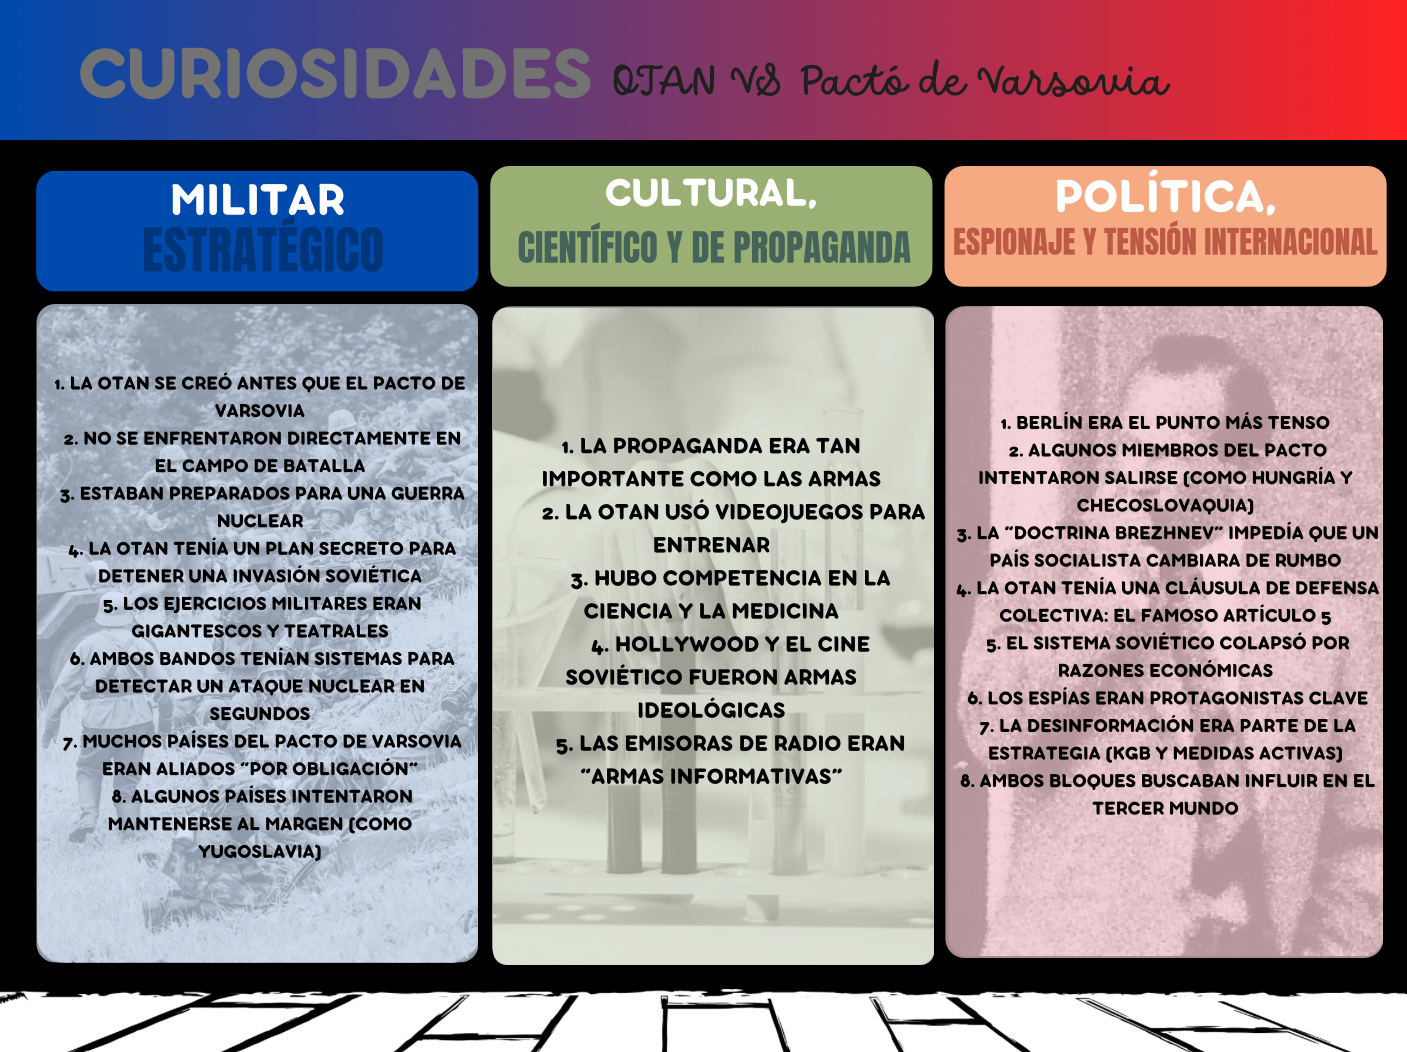 CURIOSIDADES OTAN VS Pactó de Varsovia
MILITAR
ESTRATÉGICO
1. LA OTAN SE CREÓ ANTES QUE EL PACTO DE
VARSOVIA
2. NO SE ENFRENTARON DIRECTAMENTE EN
EL CAMPO DE BATALLA
3. ESTABAN PREPARADOS PARA UNA GUERRA
NUCLEAR
4. LA OTAN TENÍA UN PLAN SECRETO PARA
DETENER UNA INVASIÓN SOVIÉTICA
5. LOS EJERCICIOS MILITARES ERAN
GIGANTESCOS Y TEATRALES
6. AMBOS BANDOS TENÍAN SISTEMAS PARA
DETECTAR UN ATAQUE NUCLEAR EN
SEGUNDOS
7. MUCHOS PAÍSES DEL PACTO DE VARSOVIA
ERAN ALIADOS "POR OBLIGACIÓN"
8. ALGUNOS PAÍSES INTENTARON
MANTENERSE AL MARGEN (COMO
YUGOSLAVIA)
CULTURAL,
CIENTÍFICO Y DE PROPAGANDA
1. LA PROPAGANDA ERA TAN
IMPORTANTE COMO LAS ARMAS
2. LA OTAN USÓ VIDEOJUEGOS PARA
ENTRENAR
3. HUBO COMPETENCIA EN LA
CIENCIA Y LA MEDICINA
4. HOLLYWOOD Y EL CINE
SOVIÉTICO FUERON ARMAS
IDEOLÓGICAS
5. LAS EMISORAS DE RADIO ERAN
"ARMAS INFORMATIVAS"
POLÍTICA,
ESPIONAJE Y TENSIÓN INTERNACIONAL
1. BERLÍN ERA EL PUNTO MÁS TENSO
2. ALGUNOS MIEMBROS DEL PACTO
INTENTARON SALIRSE (COMO HUNGRÍA Y
CHECOSLOVAQUIA)
3. LA "DOCTRINA BREZHNEV" IMPEDÍA QUE UN
PAÍS SOCIALISTA CAMBIARA DE RUMBO
4. LA OTAN TENÍA UNA CLÁUSULA DE DEFENSA
COLECTIVA: EL FAMOSO ARTÍCULO 5
5. EL SISTEMA SOVIÉTICO COLAPSÓ POR
RAZONES ECONÓMICAS
6. LOS ESPÍAS ERAN PROTAGONISTAS CLAVE
7. LA DESINFORMACIÓN ERA PARTE DE LA
ESTRATEGIA (KGB Y MEDIDAS ACTIVAS)
8. AMBOS BLOQUES BUSCABAN INFLUIR EN EL
TERCER MUNDO